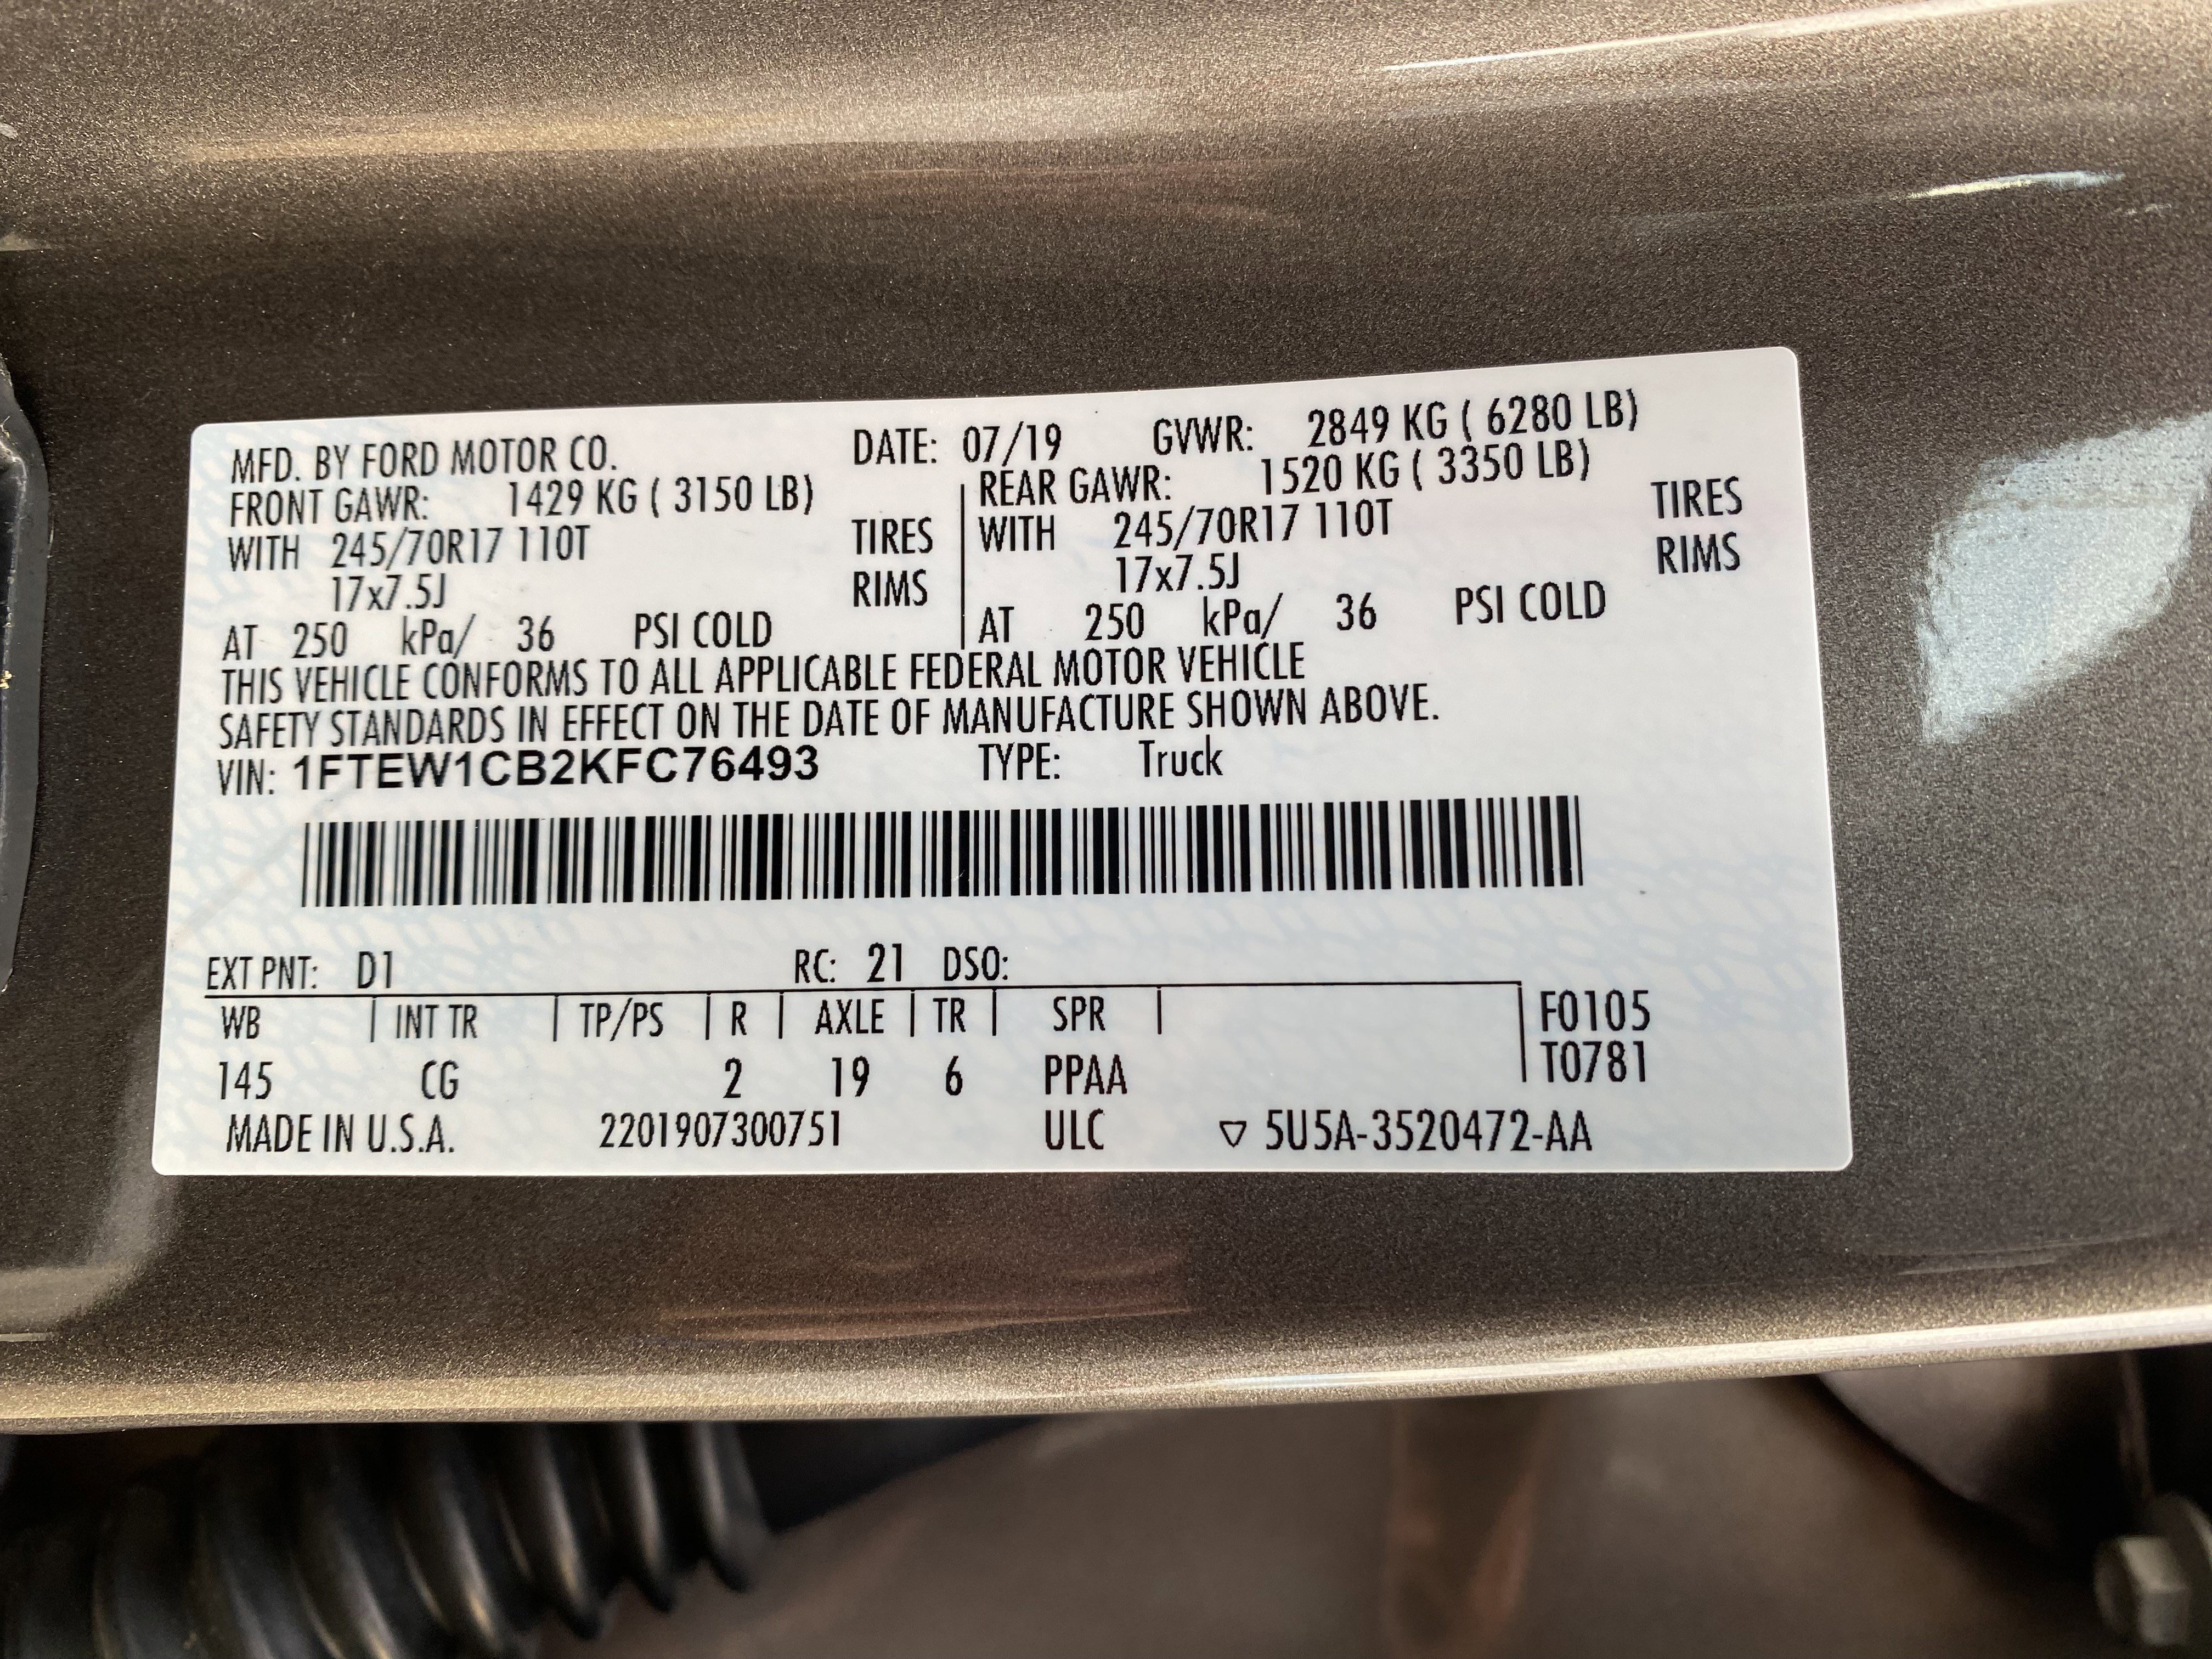 MFD. BY FORD MOTOR CO. DATE: 07/19 GVWR: 2849 KG ( 6280 LB)
FRONT GAWR: 1429 KG ( 3150 LB) REAR GAWR: 1520 KG ( 3350 LB)
WITH 245/70R17 110T TIRES WITH 245/70R17 110T TIRES
17x7.5J RIMS 17x7.5J RIMS
AT 250 kPa/ 36 PSI COLD AT 250 kPa/ 36 PSI COLD
THIS VEHICLE CONFORMS TO ALL APPLICABLE FEDERAL MOTOR VEHICLE
SAFETY STANDARDS IN EFFECT ON THE DATE OF MANUFACTURE SHOWN ABOVE.
VIN: 1FTEW1CB2KFC76493 TYPE: Truck
EXT PNT: D1 RC: 21 DSO:
WB | INT TR | TP/PS | R | AXLE | TR | SPR | F0105
145 CG 2 19 6 PPAA T0781
MADE IN U.S.A. 2201907300751 ULC ▽ 5U5A-3520472-AA